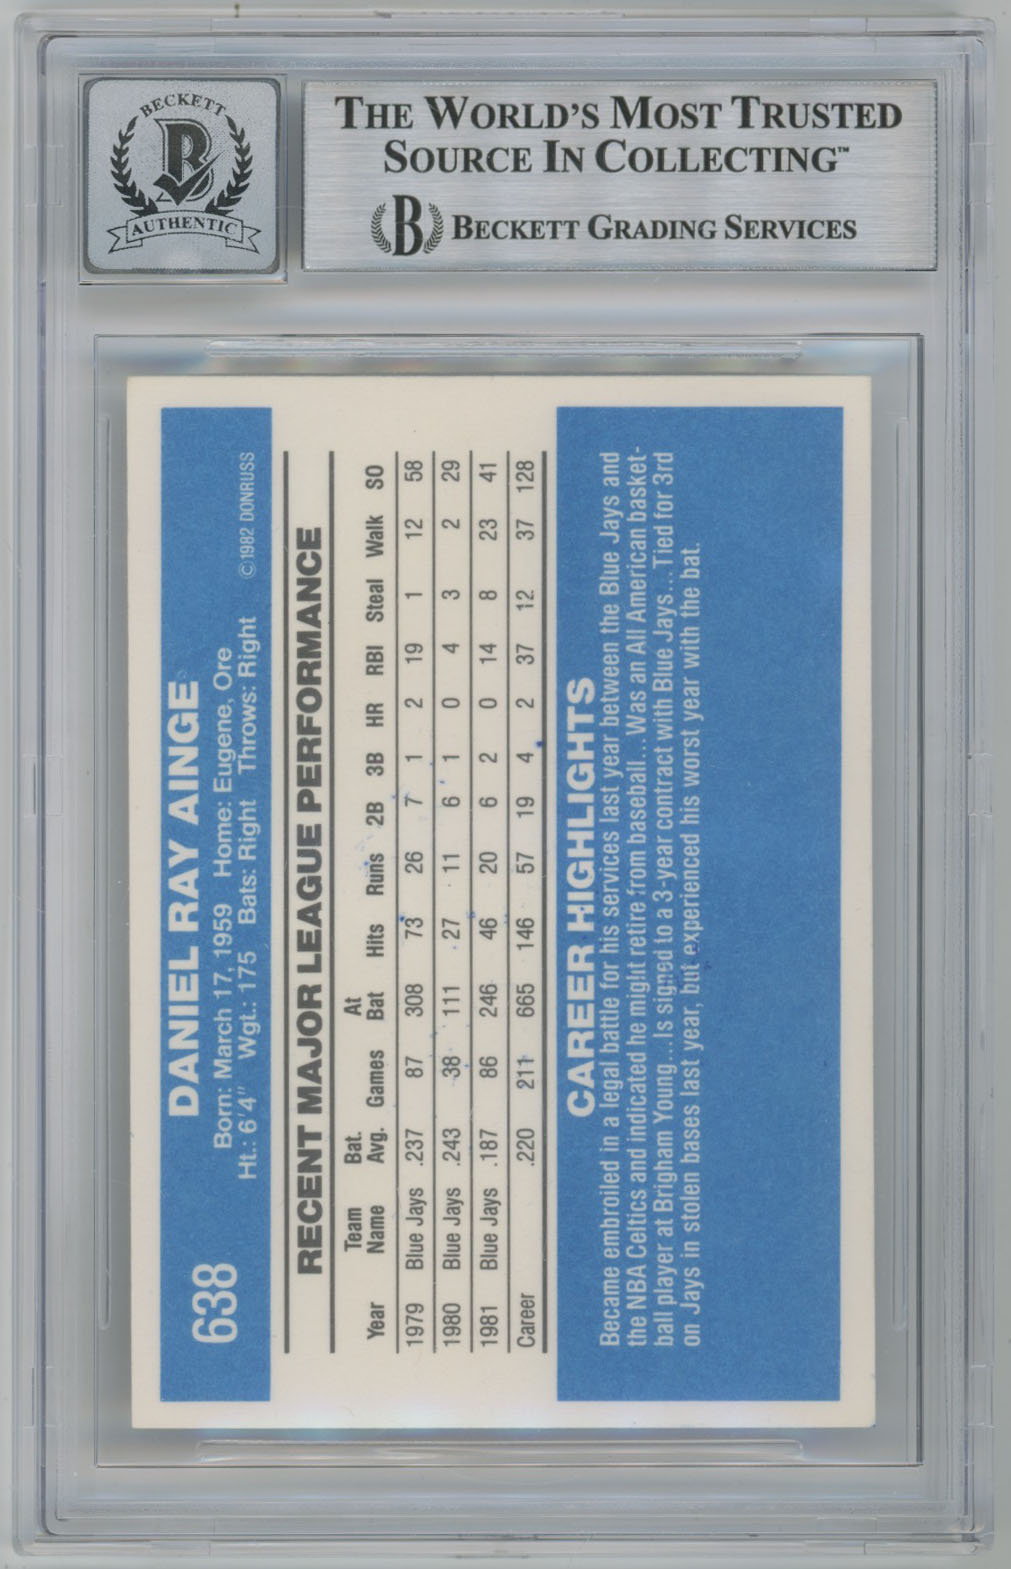 BECKETT
B
AUTHENTIC
THE WORLD'S MOST TRUSTED
SOURCE IN COLLECTING™
B BECKETT GRADING SERVICES
638
DANIEL RAY AINGE
Born: March 17, 1959 Home: Eugene, Ore
Ht.: 6'4" Wgt.: 175 Bats: Right Throws: Right ©1982 DONRUSS
RECENT MAJOR LEAGUE PERFORMANCE
Team Bat. At
Year Name Avg. Games Bat Hits Runs 2B 3B HR RBI Steal Walk SO
1979 Blue Jays .237 87 308 73 26 7 1 2 19 1 12 58
1980 Blue Jays .243 38 111 27 11 6 1 0 4 3 2 29
1981 Blue Jays .187 86 246 46 20 6 2 0 14 8 23 41
Career .220 211 665 146 57 19 4 2 37 12 37 128
CAREER HIGHLIGHTS
Became embroiled in a legal battle for his services last year between the Blue Jays and
the NBA Celtics and indicated he might retire from baseball...Was an All American basket-
ball player at Brigham Young...Is signed to a 3-year contract with Blue Jays...Tied for 3rd
on Jays in stolen bases last year, but experienced his worst year with the bat.